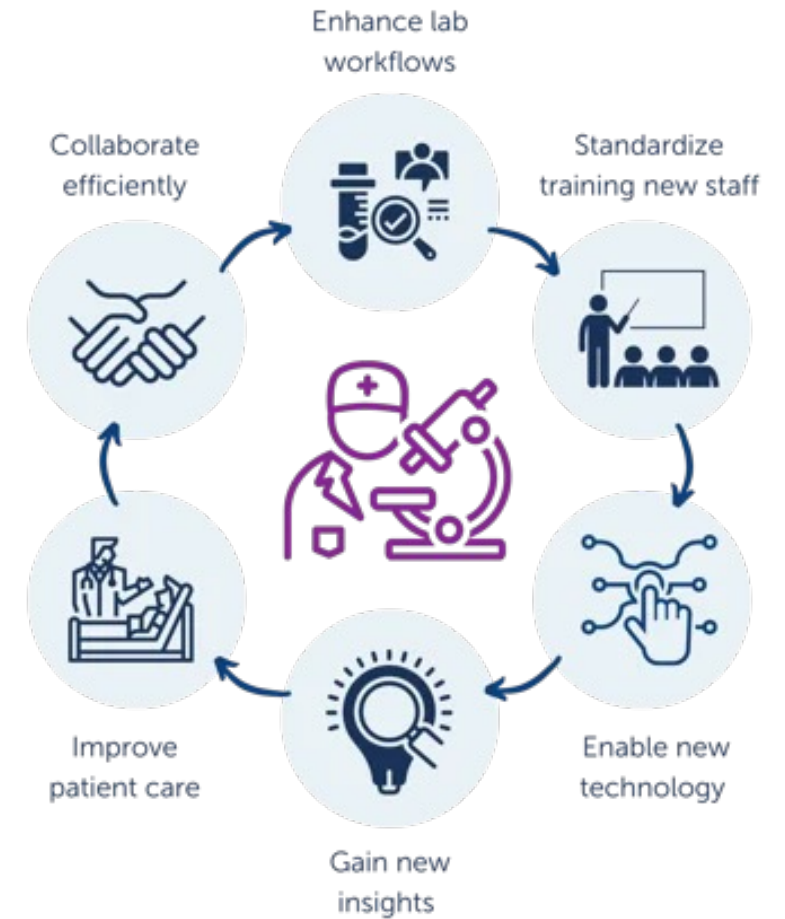 Enhance lab
workflows
Collaborate
efficiently
Standardize
training new staff
Improve
patient care
Enable new
technology
Gain new
insights